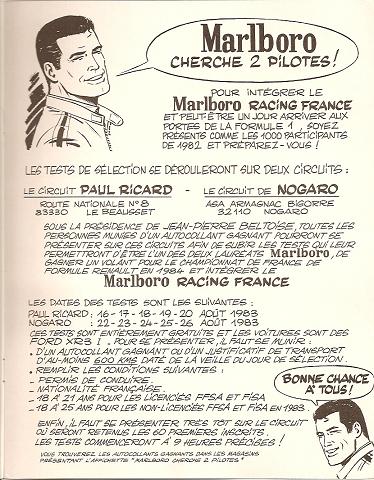 Marlboro
CHERCHE 2 PILOTES!
POUR INTÉGRER LE
Marlboro RACING FRANCE
ET PEUT-ÊTRE UN JOUR ARRIVER AUX
PORTES DE LA FORMULE 1, SOYEZ
PRÉSENTS COMME LES 1000 PARTICIPANTS
DE 1982 ET PRÉPAREZ-VOUS!
LES TESTS DE SÉLECTION SE DÉROULERONT SUR DEUX CIRCUITS:
LE CIRCUIT PAUL RICARD - LE CIRCUIT DE NOGARO
ROUTE NATIONALE N°8 ASA ARMAGNAC BIGORRE
83330 LE BEAUSSET 32110 NOGARO
SOUS LA PRÉSIDENCE DE JEAN-PIERRE BELTOISE, TOUTES LES
PERSONNES MUNIES D'UN AUTOCOLLANT GAGNANT POURRONT SE
PRÉSENTER SUR CES CIRCUITS AFIN DE SUBIR LES TESTS QUI LEUR
PERMETTRONT D'ÊTRE L'UN DES DEUX LAURÉATS Marlboro, DE
GAGNER UN VOLANT POUR LE CHAMPIONNAT DE FRANCE DE
FORMULE RENAULT EN 1984 ET INTÉGRER LE
Marlboro RACING FRANCE
LES DATES DES TESTS SONT LES SUIVANTES:
PAUL RICARD: 16-17-18-19-20 AOÛT 1983
NOGARO : 22-23-24-25-26 AOÛT 1983
CES TESTS SONT ENTIÈREMENT GRATUITS ET LES VOITURES SONT DES
FORD XR3 I. POUR SE PRÉSENTER, IL FAUT SE MUNIR:
- D'UN AUTOCOLLANT GAGNANT OU D'UN JUSTIFICATIF DE TRANSPORT
D'AU-MOINS 600 KMS DATÉ DE LA VEILLE DU JOUR DE SÉLECTION.
- REMPLIR LES CONDITIONS SUIVANTES:
- PERMIS DE CONDUIRE.
- NATIONALITÉ FRANÇAISE.
- 18 À 21 ANS POUR LES LICENCIÉS FFSA ET FISA
- 18 À 25 ANS POUR LES NON-LICENCIÉS FFSA ET FISA EN 1983.
ENFIN, IL FAUT SE PRÉSENTER TRÈS TÔT SUR LE CIRCUIT
OÙ SERONT RETENUS LES 60 PREMIERS INSCRITS.
LES TESTS COMMENCERONT À 9 HEURES PRÉCISES!
VOUS TROUVEREZ LES AUTOCOLLANTS GAGNANTS DANS LES MAGASINS
PRÉSENTANT L'AFFICHETTE "MARLBORO CHERCHE 2 PILOTES"
BONNE CHANCE
À TOUS!